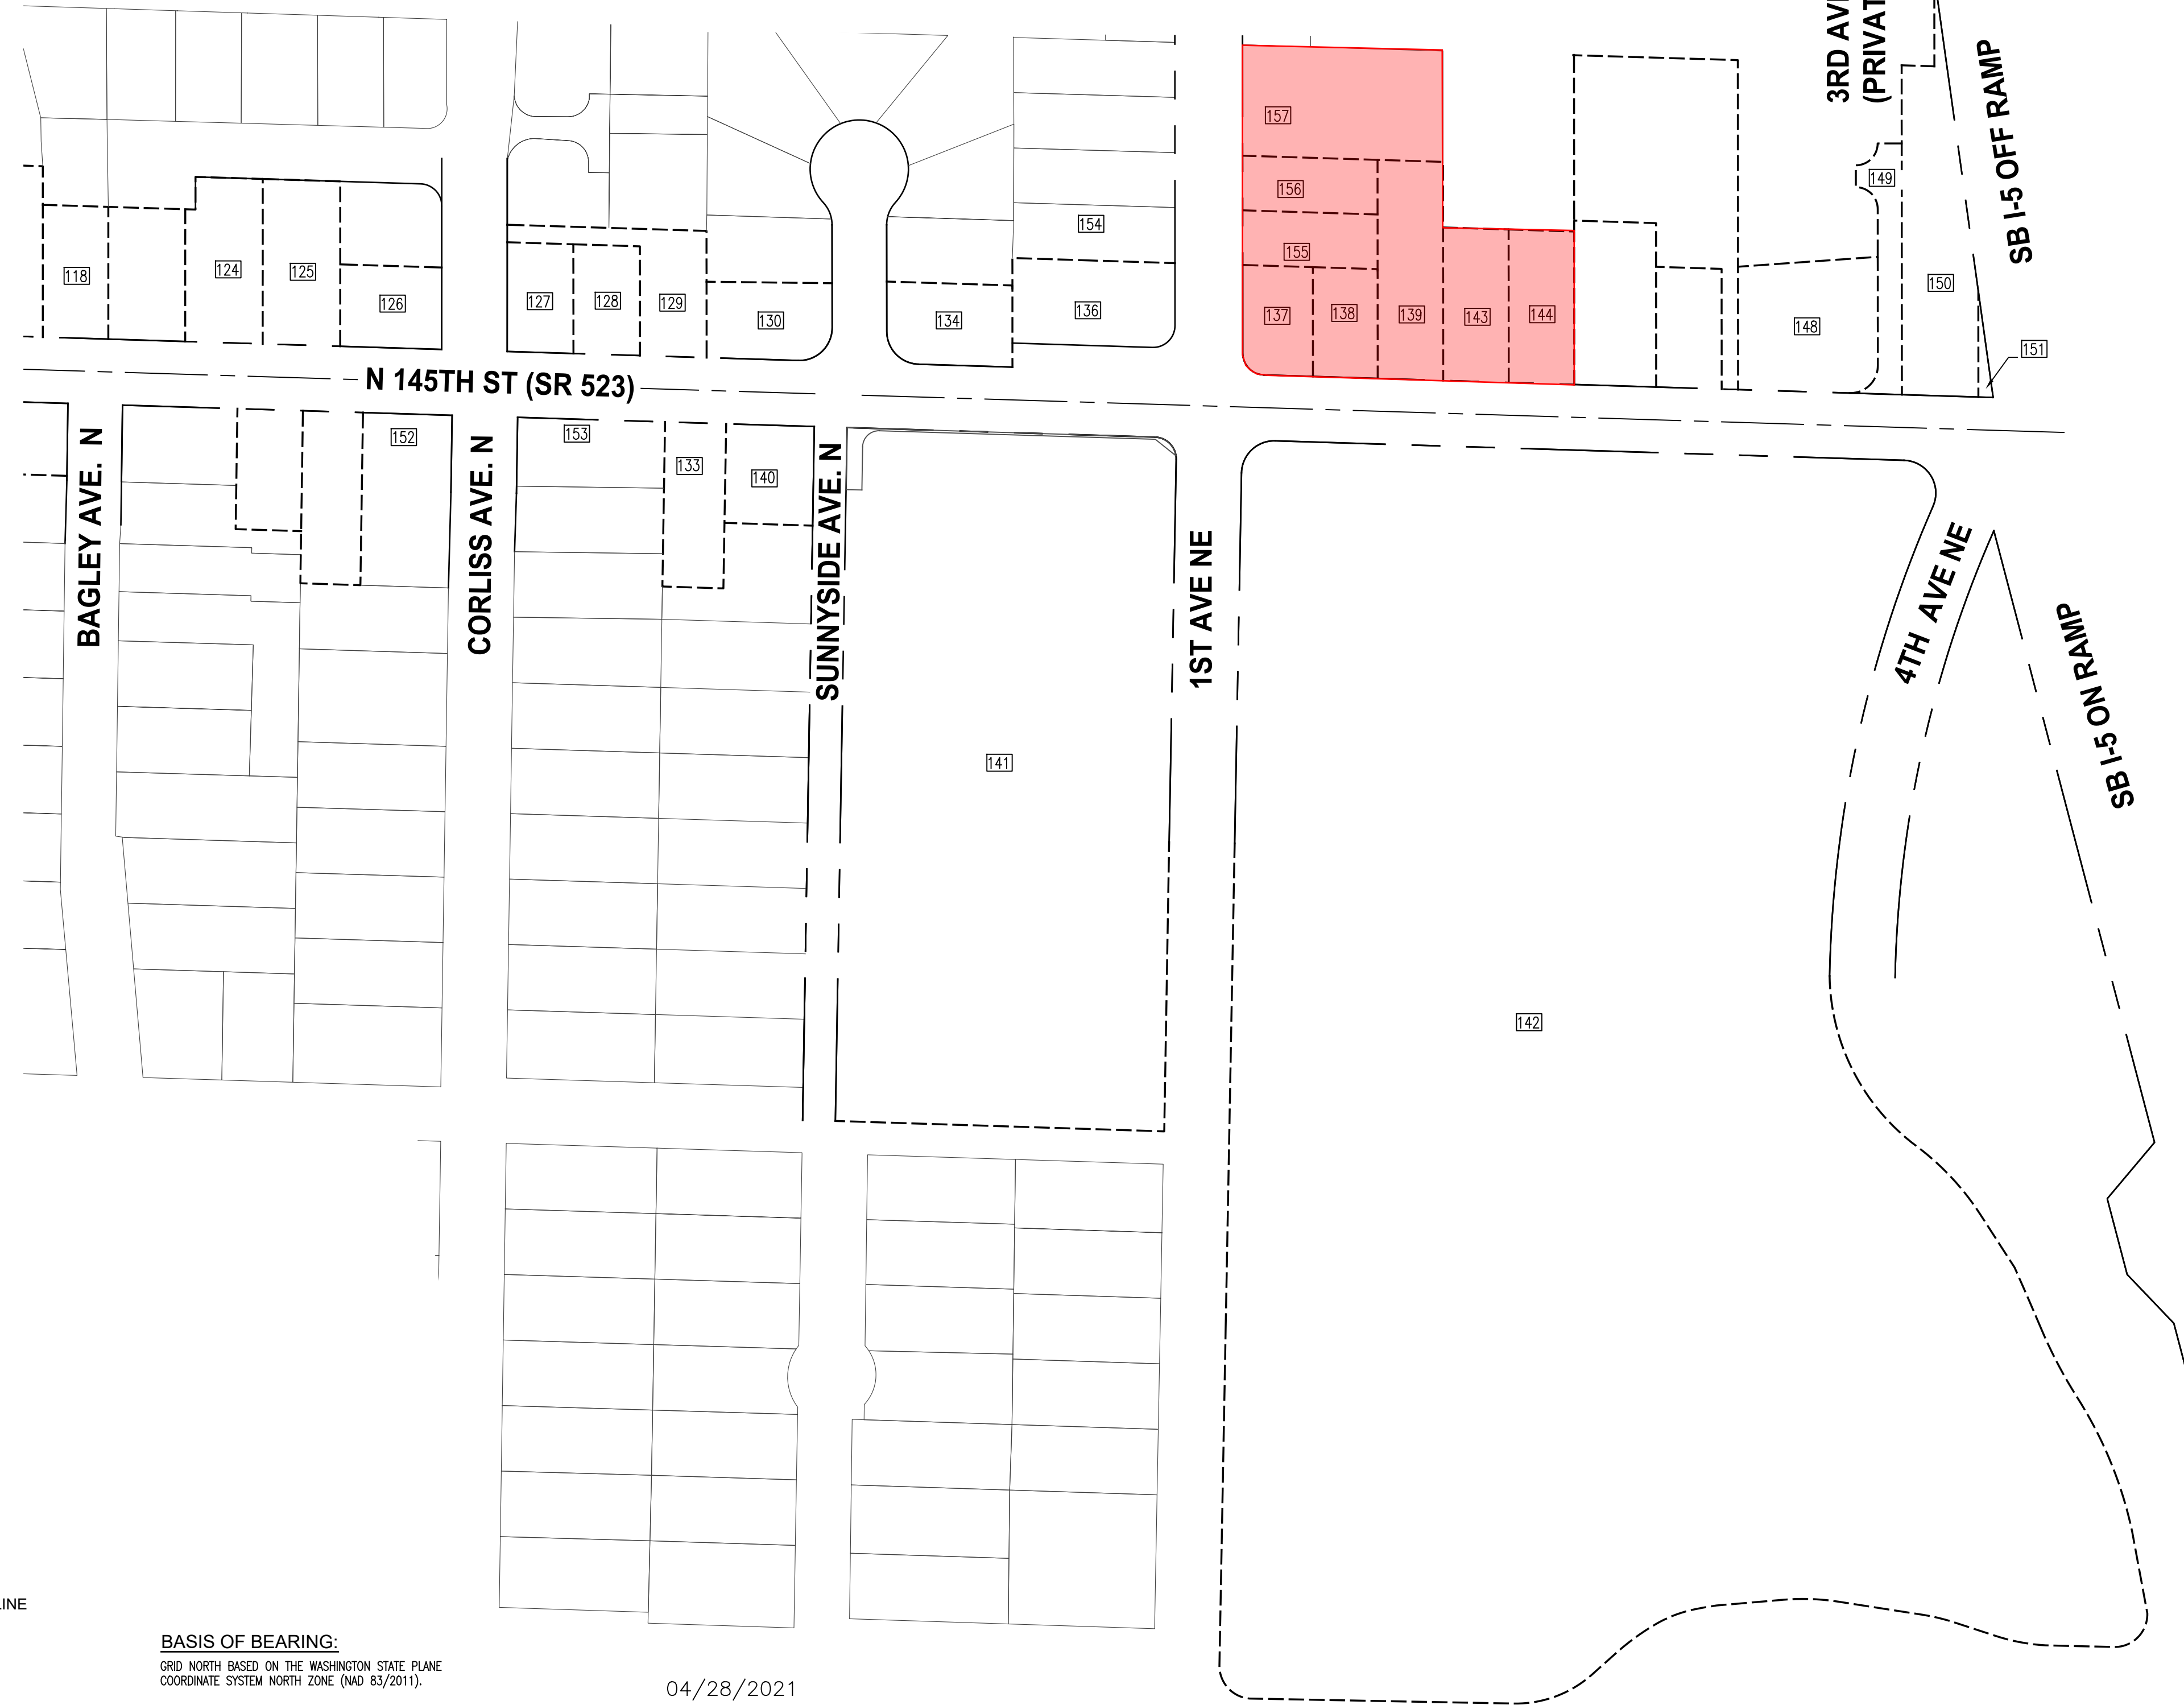 3RD AVE
(PRIVAT
SB I-5 OFF RAMP
157
156
155
154
149
150
118
124
125
126
127
128
129
130
134
136
137
138
139
143
144
148
151
N 145TH ST (SR 523)
152
153
133
140
BAGLEY AVE. N
CORLISS AVE. N
SUNNYSIDE AVE. N
1ST AVE NE
4TH AVE NE
SB I-5 ON RAMP
141
142
LINE
BASIS OF BEARING:
GRID NORTH BASED ON THE WASHINGTON STATE PLANE
COORDINATE SYSTEM NORTH ZONE (NAD 83/2011).
04/28/2021